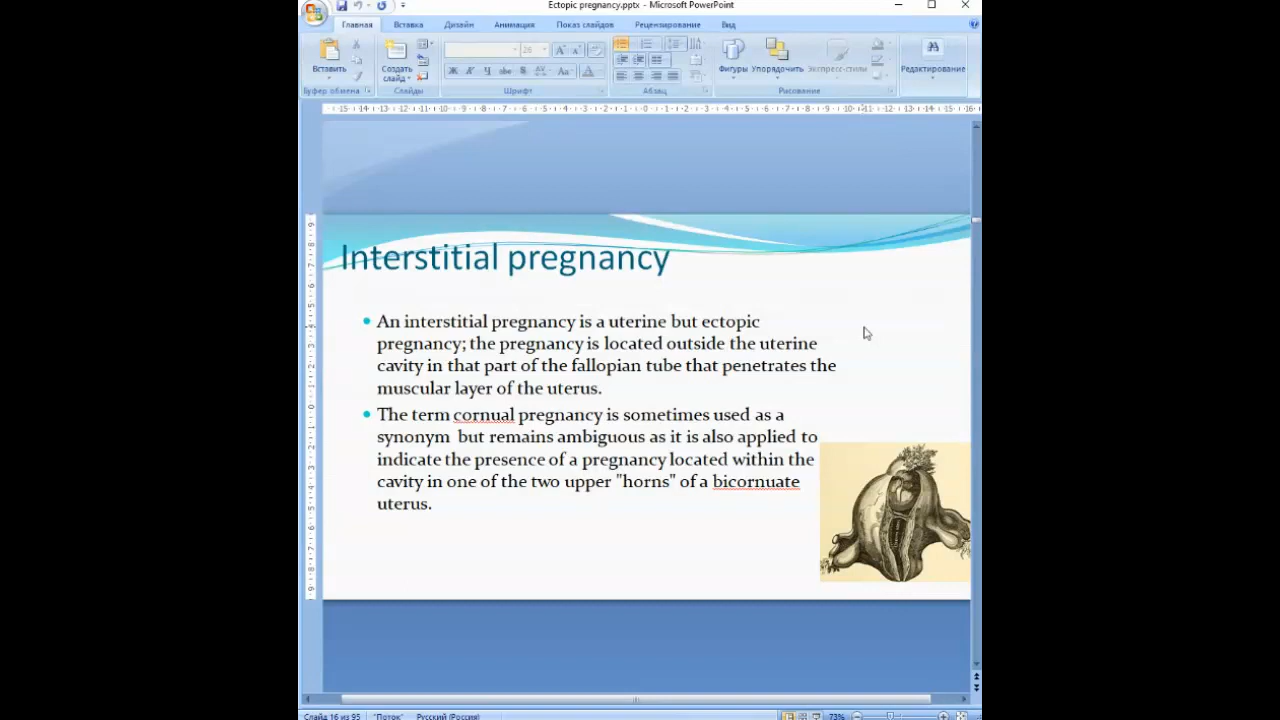 Ectopic pregnancy.pptx - Microsoft PowerPoint
Главная Вставка Дизайн Анимация Показ слайдов Рецензирование Вид
Вставить Создать слайд Фигуры Упорядочить Экспресс-стили Редактирование
Буфер обмена Слайды Шрифт Абзац Рисование
Interstitial pregnancy
An interstitial pregnancy is a uterine but ectopic
pregnancy; the pregnancy is located outside the uterine
cavity in that part of the fallopian tube that penetrates the
muscular layer of the uterus.
The term cornual pregnancy is sometimes used as a
synonym but remains ambiguous as it is also applied to
indicate the presence of a pregnancy located within the
cavity in one of the two upper "horns" of a bicornuate
uterus.
Слайд 16 из 95 "Поток" Русский (Россия) 73%